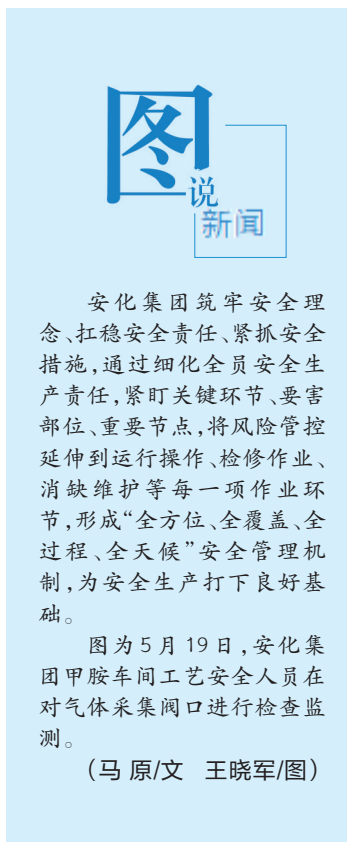 图
说
新闻
安化集团筑牢安全理
念、扛稳安全责任、紧抓安全
措施,通过细化全员安全生
产责任,紧盯关键环节、要害
部位、重要节点,将风险管控
延伸到运行操作、检修作业、
消缺维护等每一项作业环
节,形成“全方位、全覆盖、全
过程、全天候”安全管理机
制,为安全生产打下良好基
础。
图为5月19日,安化集
团甲胺车间工艺安全人员在
对气体采集阀口进行检查监
测。
(马 原/文 王晓军/图)